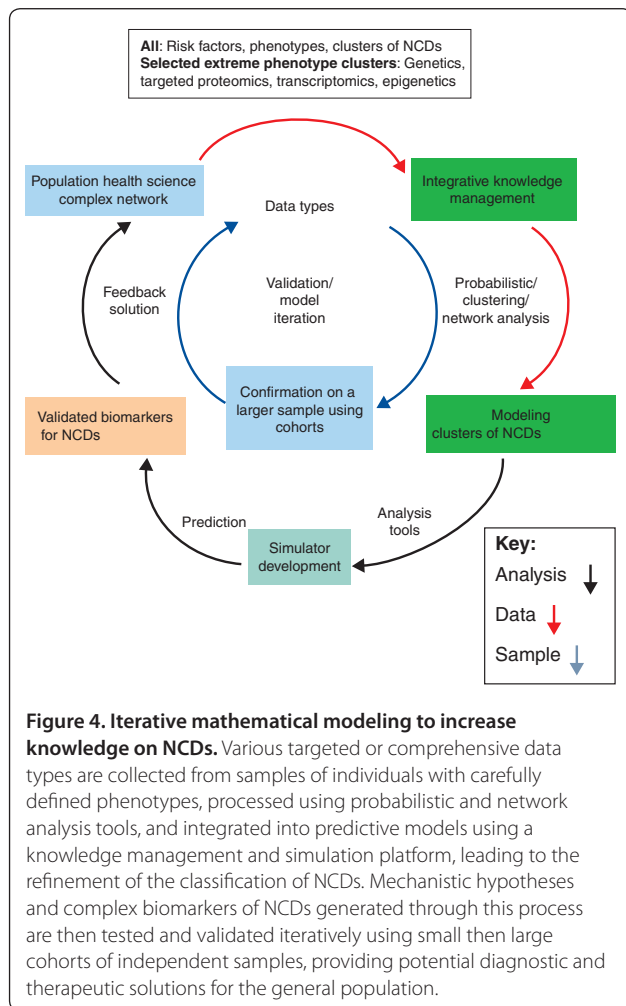 All: Risk factors, phenotypes, clusters of NCDs
Selected extreme phenotype clusters: Genetics,
targeted proteomics, transcriptomics, epigenetics
Population health science
complex network
Integrative knowledge
management
Data types
Feedback
solution
Validation/
model
iteration
Probabilistic/
clustering/
network analysis
Validated biomarkers
for NCDs
Confirmation on a
larger sample using
cohorts
Modeling
clusters of NCDs
Prediction
Analysis
tools
Simulator
development
Key:
Analysis
Data
Sample
Figure 4. Iterative mathematical modeling to increase
knowledge on NCDs. Various targeted or comprehensive data
types are collected from samples of individuals with carefully
defined phenotypes, processed using probabilistic and network
analysis tools, and integrated into predictive models using a
knowledge management and simulation platform, leading to the
refinement of the classification of NCDs. Mechanistic hypotheses
and complex biomarkers of NCDs generated through this process
are then tested and validated iteratively using small then large
cohorts of independent samples, providing potential diagnostic and
therapeutic solutions for the general population.